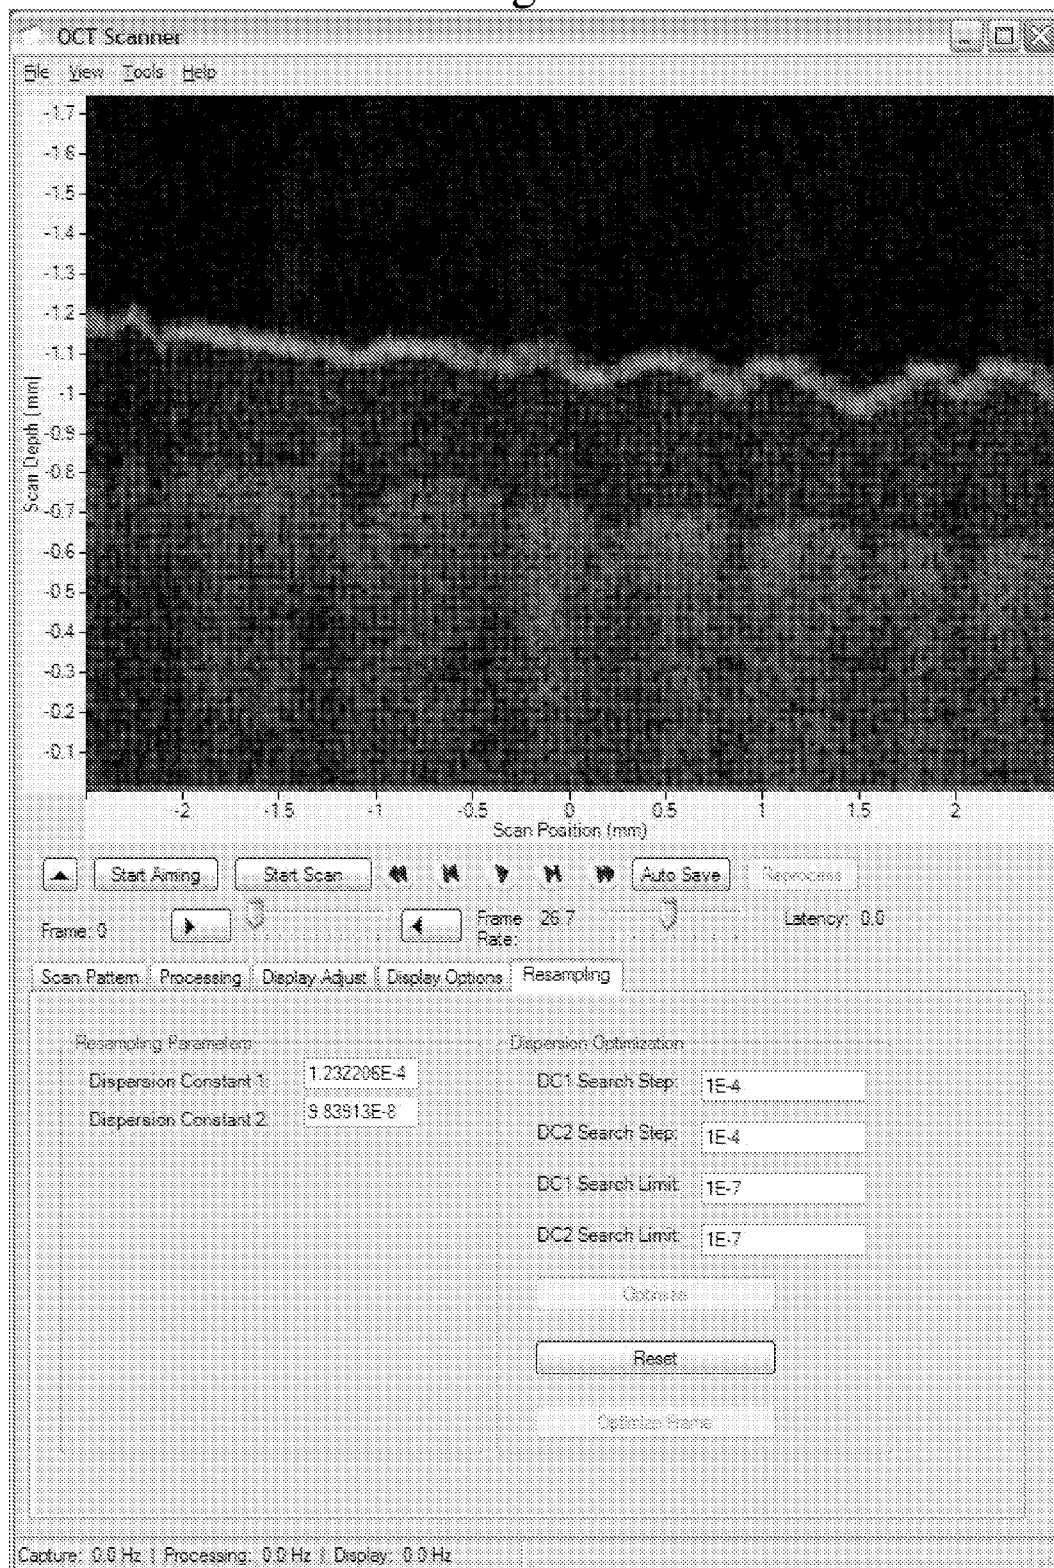 OCT Scanner
File View Tools Help
-1.7
-1.6
-1.5
-1.4
-1.3
-1.2
-1.1
-1
-0.9
-0.8
-0.7
-0.6
-0.5
-0.4
-0.3
-0.2
-0.1
Scan Depth (mm)
-2 -1.5 -1 -0.5 0 0.5 1 1.5 2
Scan Position (mm)
Start Aiming Start Scan Auto Save Reprocess
Frame: 0 Frame Rate: 26.7 Latency: 0.0
Scan Pattern Processing Display Adjust Display Options Resampling
Resampling Parameters Dispersion Optimization
Dispersion Constant 1: 1.232206E-4 DC1 Search Step: 1E-4
Dispersion Constant 2: 9.83913E-8 DC2 Search Step: 1E-4
DC1 Search Limit: 1E-7
DC2 Search Limit: 1E-7
Optimize
Reset
Optimize Frame
Capture: 0.0 Hz | Processing: 0.0 Hz | Display: 0.0 Hz